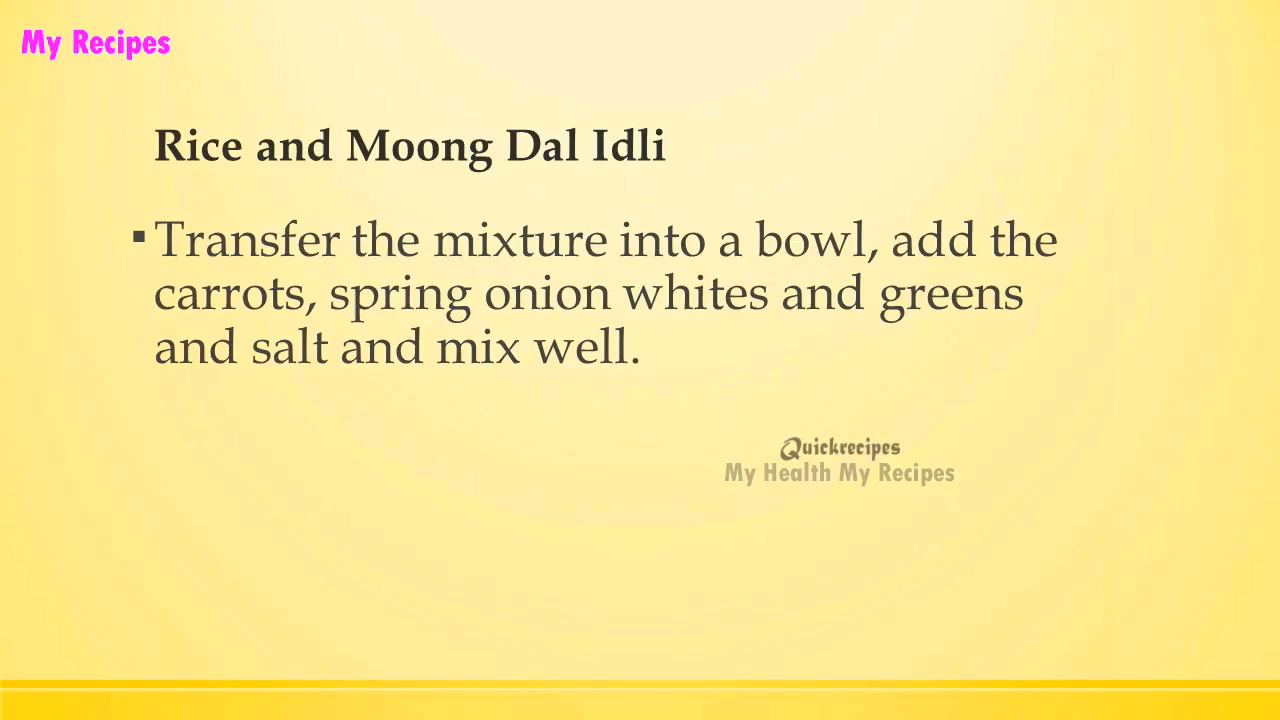 My Recipes
Rice and Moong Dal Idli
▪ Transfer the mixture into a bowl, add the
carrots, spring onion whites and greens
and salt and mix well.
Quickrecipes
My Health My Recipes